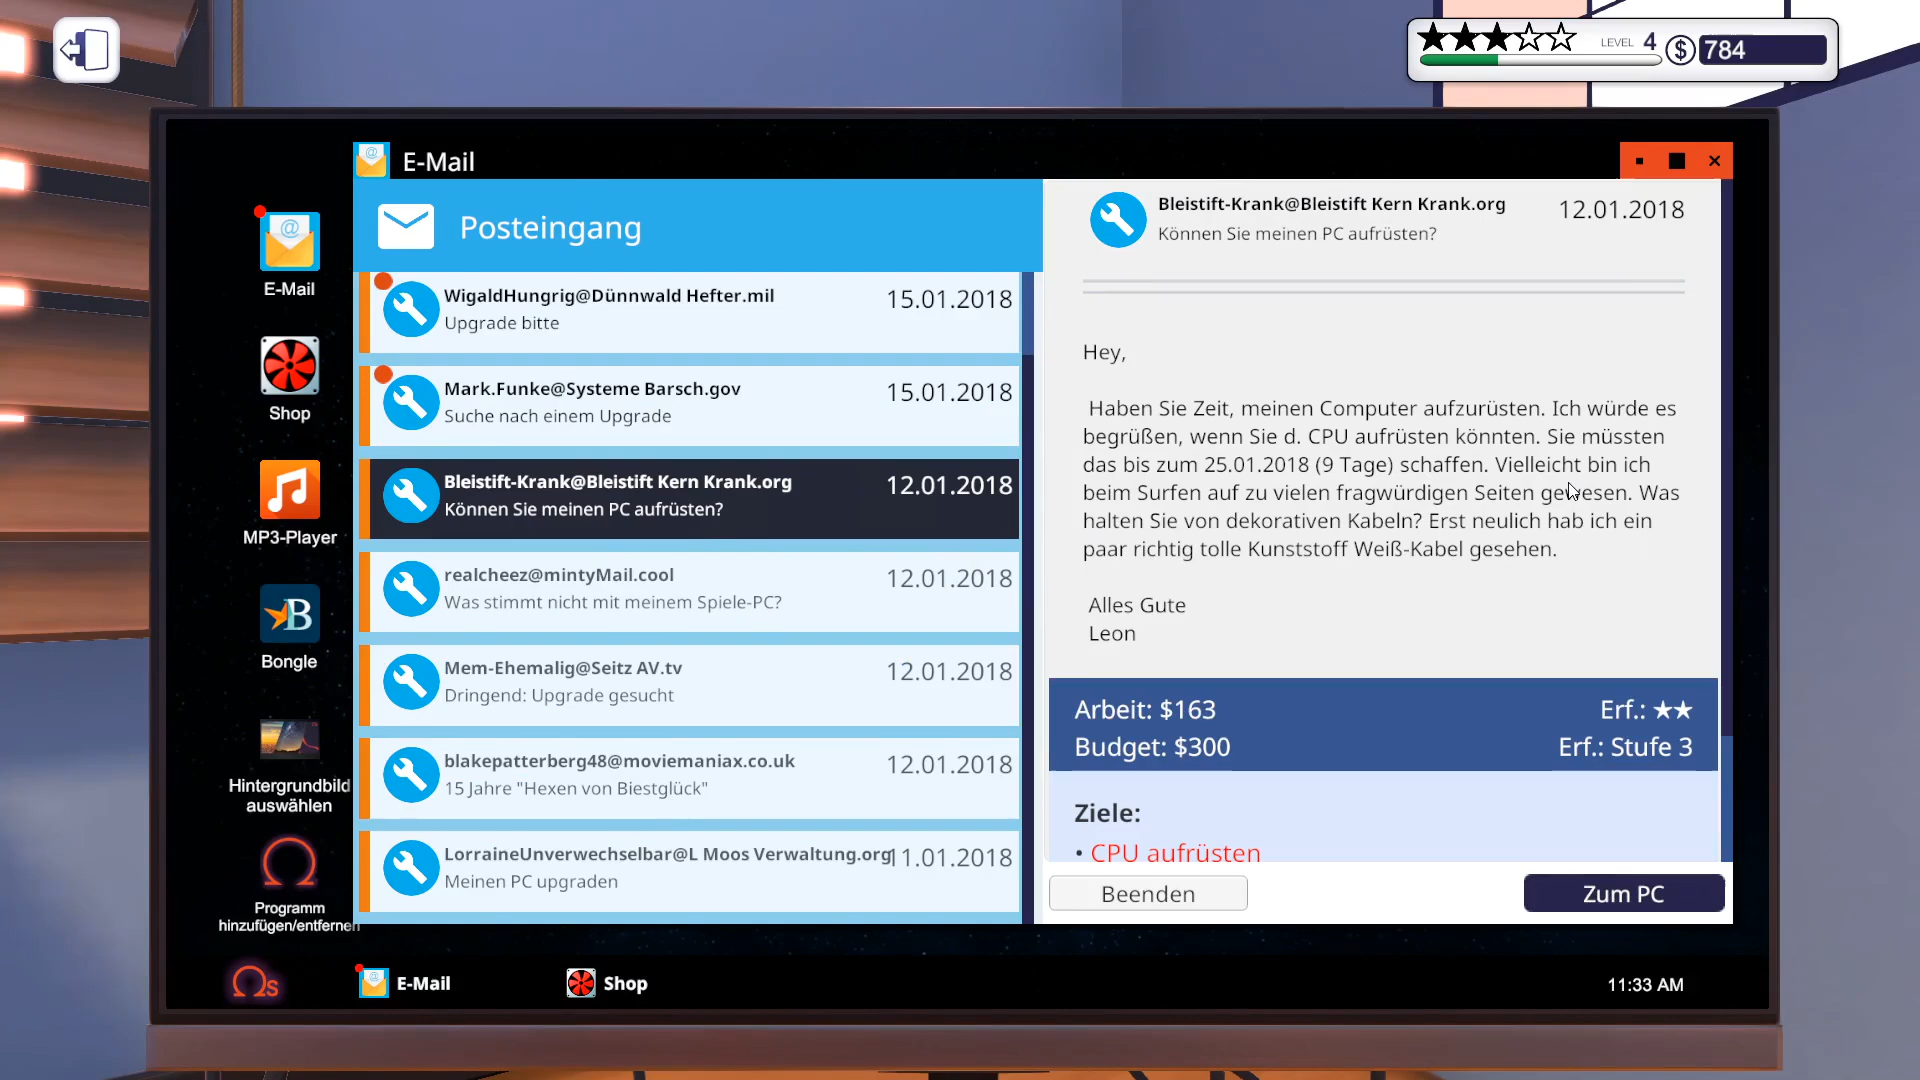 LEVEL 4
$ 784
E-Mail
E-Mail
Shop
MP3-Player
B
Bongle
Hintergrundbild
auswählen
Programm
hinzufügen/entfernen
Posteingang
WigaldHungrig@Dünnwald Hefter.mil
15.01.2018
Upgrade bitte
Mark.Funke@Systeme Barsch.gov
15.01.2018
Suche nach einem Upgrade
Bleistift-Krank@Bleistift Kern Krank.org
12.01.2018
Können Sie meinen PC aufrüsten?
realcheez@mintyMail.cool
12.01.2018
Was stimmt nicht mit meinem Spiele-PC?
Mem-Ehemalig@Seitz AV.tv
12.01.2018
Dringend: Upgrade gesucht
blakepatterberg48@moviemaniax.co.uk
12.01.2018
15 Jahre "Hexen von Biestglück"
LorraineUnverwechselbar@L Moos Verwaltung.org
11.01.2018
Meinen PC upgraden
Bleistift-Krank@Bleistift Kern Krank.org
12.01.2018
Können Sie meinen PC aufrüsten?
Hey,
Haben Sie Zeit, meinen Computer aufzurüsten. Ich würde es
begrüßen, wenn Sie d. CPU aufrüsten könnten. Sie müssten
das bis zum 25.01.2018 (9 Tage) schaffen. Vielleicht bin ich
beim Surfen auf zu vielen fragwürdigen Seiten gewesen. Was
halten Sie von dekorativen Kabeln? Erst neulich hab ich ein
paar richtig tolle Kunststoff Weiß-Kabel gesehen.
Alles Gute
Leon
Arbeit: $163
Erf.: ★★
Budget: $300
Erf.: Stufe 3
Ziele:
• CPU aufrüsten
Beenden
Zum PC
Ωs
E-Mail
Shop
11:33 AM